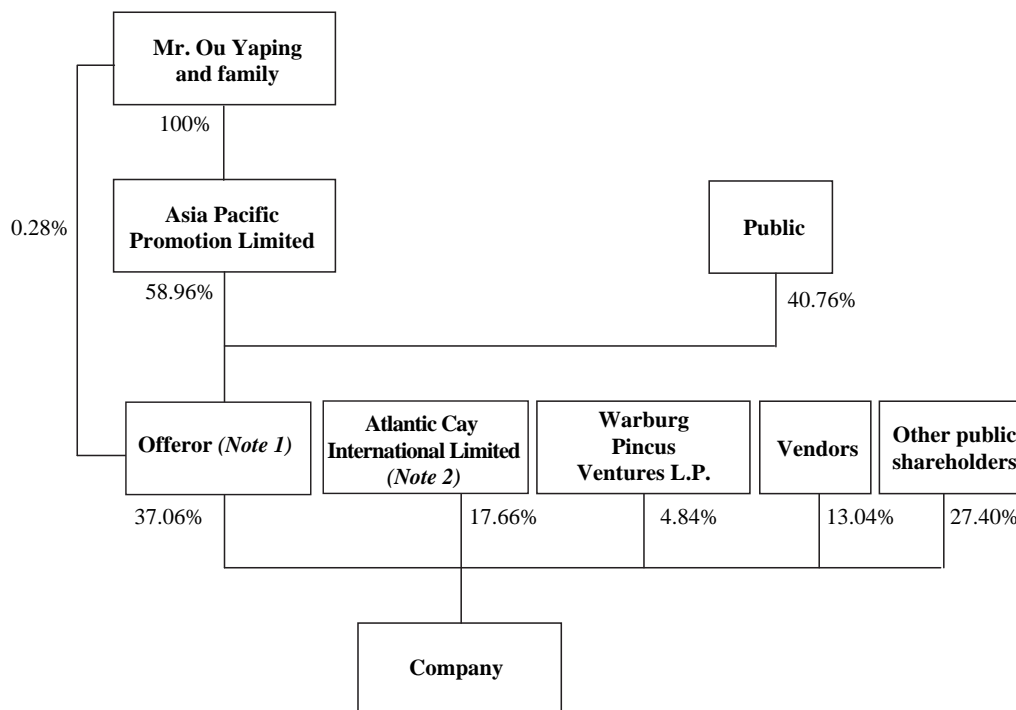 Mr. Ou Yaping
and family
100%
0.28%
Asia Pacific
Promotion Limited
Public
58.96%
40.76%
Offeror (Note 1)
Atlantic Cay
International Limited
(Note 2)
Warburg
Pincus
Ventures L.P.
Vendors
Other public
shareholders
37.06%
17.66%
4.84%
13.04%
27.40%
Company